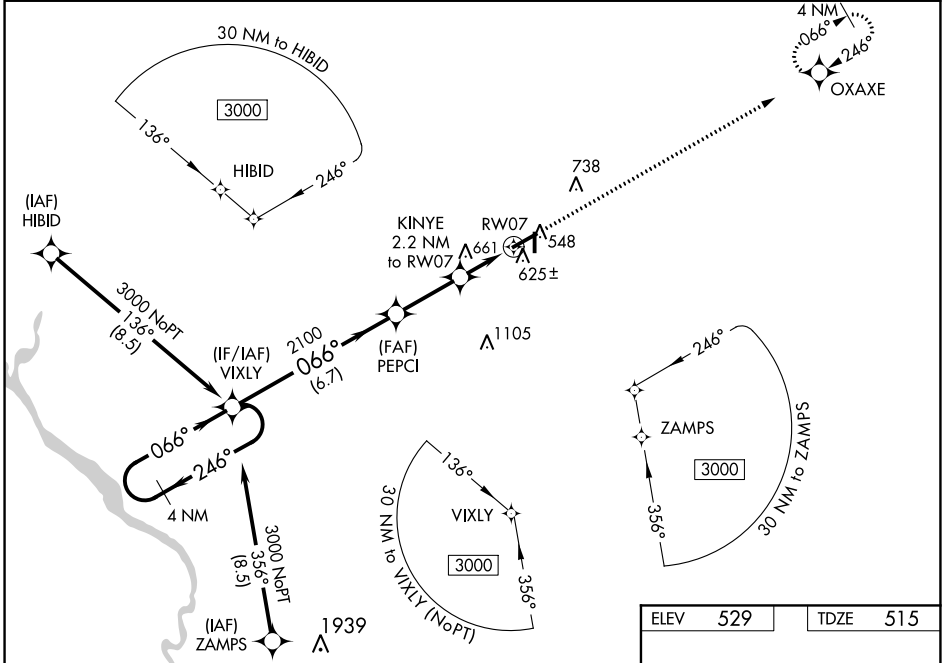 4 NM
066°
246°
OXAXE
30 NM to HIBID
3000
136°
HIBID
246°
738
(IAF)
HIBID
KINYE
2.2 NM
to RW07
661
RW07
548
625±
3000 NoPT
136°
(8.5)
2100
066°
(6.7)
(FAF)
PEPCI
1105
(IF/IAF)
VIXLY
246°
ZAMPS
3000
30 NM to ZAMPS
356°
066°
246°
4 NM
136°
VIXLY
3000
30 NM to VIXLY (NoPT)
356°
3000 NoPT
356°
(8.5)
(IAF)
ZAMPS
1939
ELEV 529
TDZE 515